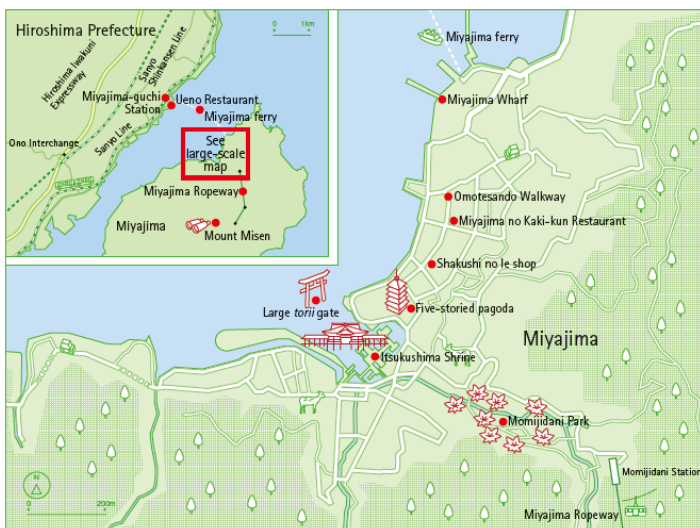 Hiroshima Prefecture
0 1km
Hiroshima Iwakuni
Expressway
Sanyo
Shinkansen Line
Miyajima-guchi
Station
Ueno Restaurant
Miyajima ferry
Ono Interchange
Sanyo Line
See
large-scale
map
Miyajima Ropeway
Miyajima
Mount Misen
Miyajima ferry
Miyajima Wharf
Omotesando Walkway
Miyajima no Kaki-kun Restaurant
Shakushi no Ie shop
Large torii gate
Five-storied pagoda
Miyajima
Itsukushima Shrine
Momijidani Park
Momijidani Station
Miyajima Ropeway
N
0 200m